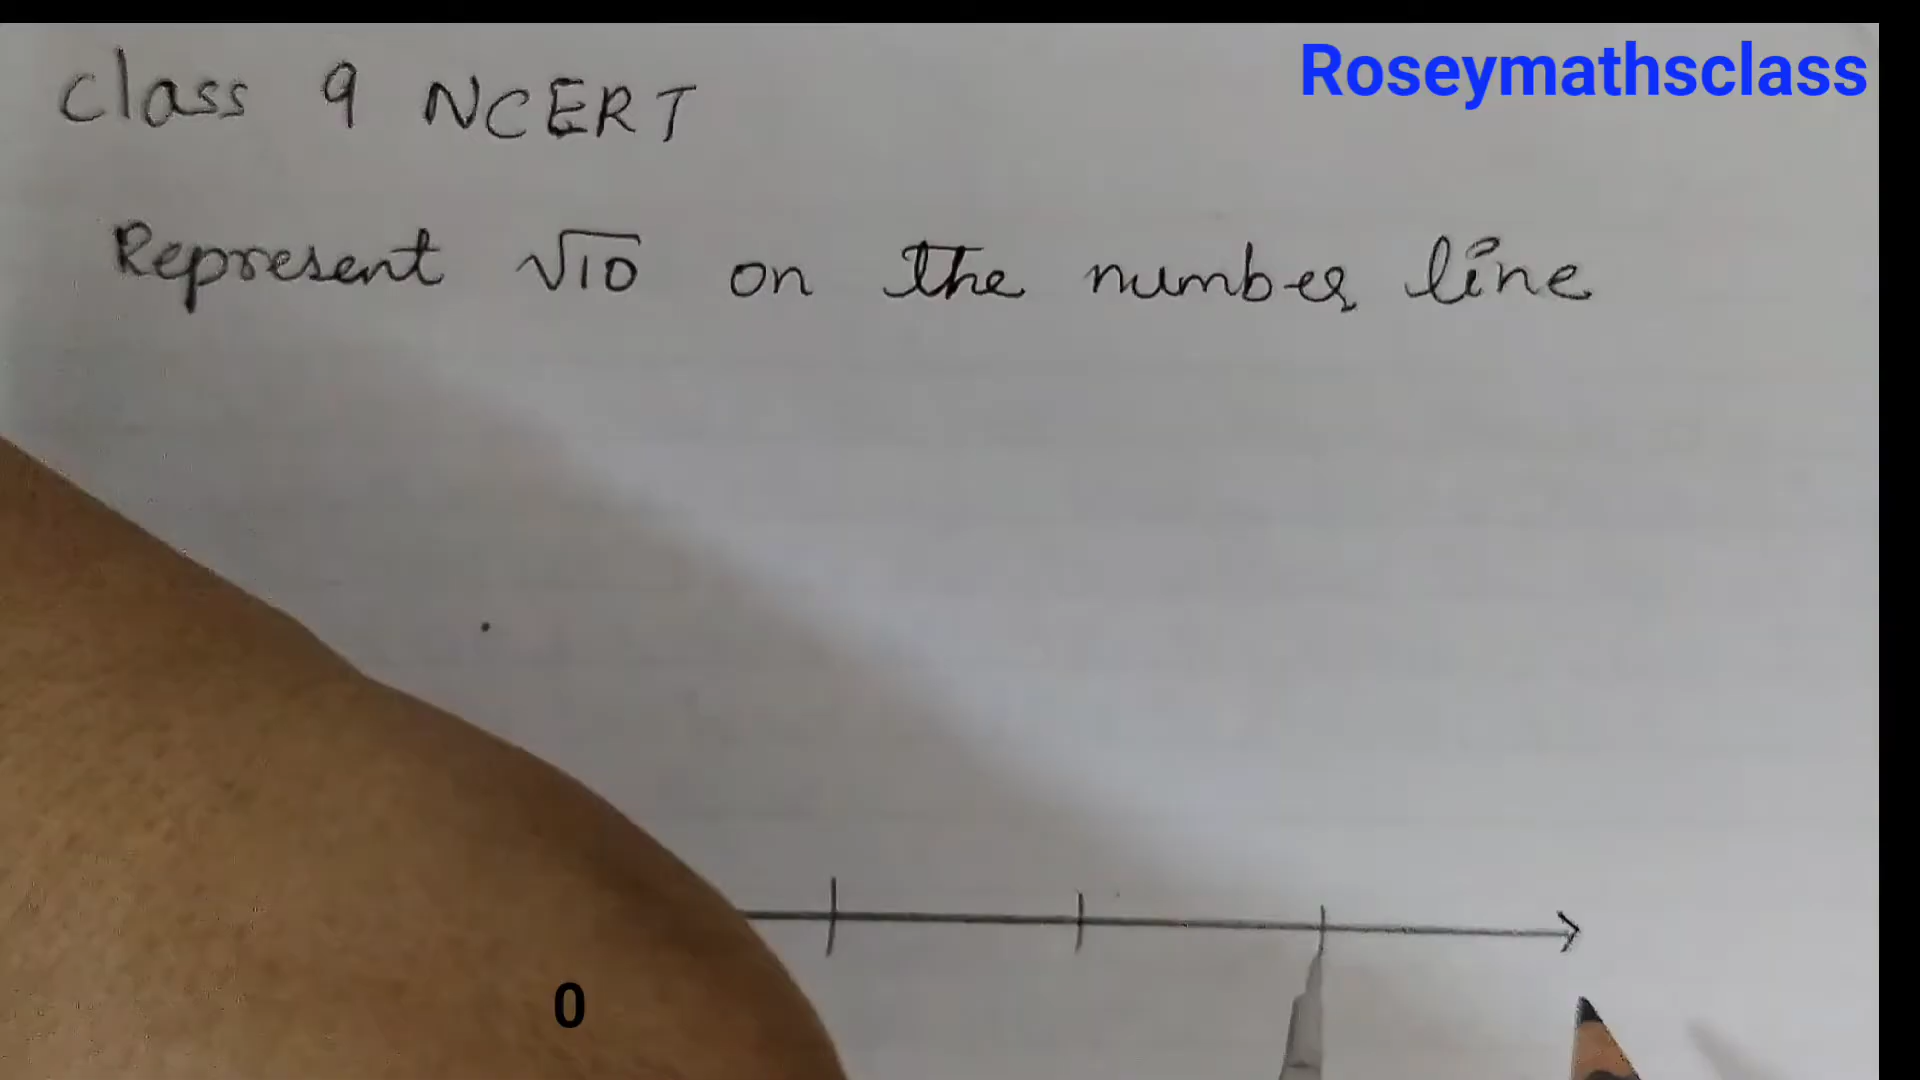 Roseymathsclass
Class 9 NCERT
Represent √10 on the number line
0